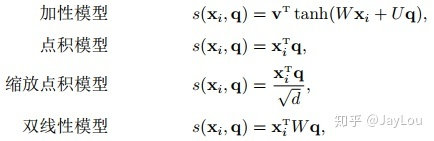 加性模型 s(xᵢ, q) = vᵀ tanh(Wxᵢ + Uq),
点积模型 s(xᵢ, q) = xᵢᵀq,
缩放点积模型 s(xᵢ, q) = xᵢᵀq / √d,
双线性模型 s(xᵢ, q) = xᵢᵀWq,
知乎 @JayLou